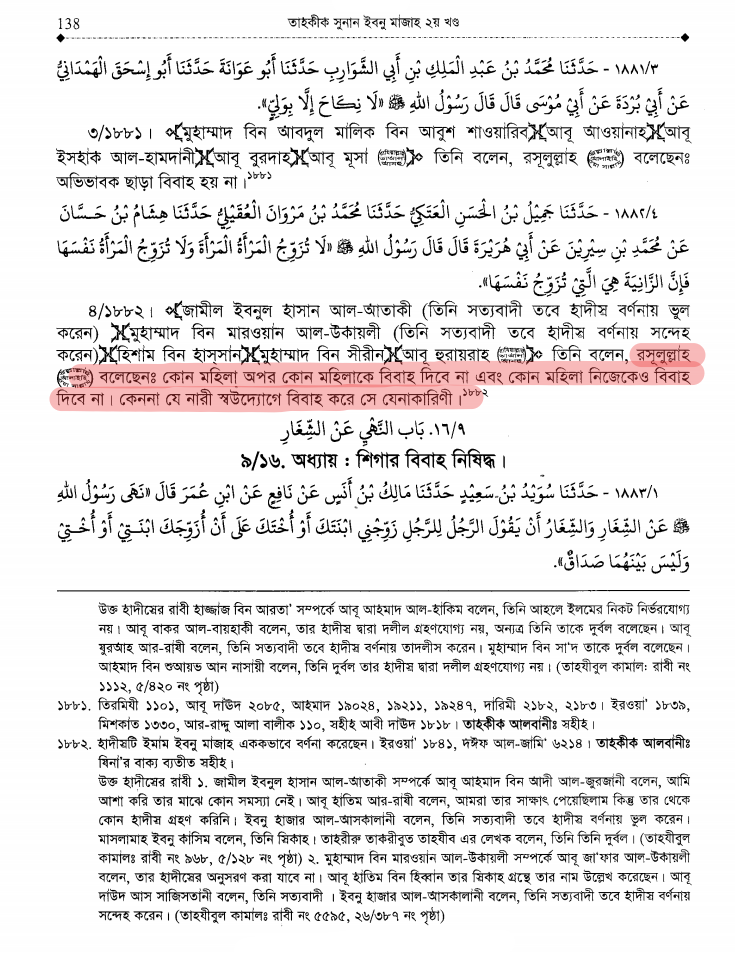 138
তাহকীক সুনান ইবনু মাজাহ ২য় খণ্ড
١٨٨١/٣ - حَدَّثَنَا مُحَمَّدُ بْنُ عَبْدِ الْمَلِكِ بْنِ أَبِي الشَّوَارِبِ حَدَّثَنَا أَبُو عَوَانَةَ حَدَّثَنَا أَبُو إِسْحَقَ الْهَمْدَانِيُّ
عَنْ أَبِي بُرْدَةَ عَنْ أَبِي مُوْسَى قَالَ قَالَ رَسُوْلُ اللهِ ﷺ «لَا نِكَاحَ إِلَّا بِوَلِيٍّ».
৩/১৮৮১। মুহাম্মাদ বিন আবদুল মালিক বিন আবুশ শাওয়ারিব আবূ আওয়ানাহ আবূ
ইসহাক আল-হামদানী আবূ বুরদাহ আবূ মূসা তিনি বলেন, রসূলুল্লাহ বলেছেনঃ
অভিভাবক ছাড়া বিবাহ হয় না।১৮৮১
١٨٨٢/٤ - حَدَّثَنَا جَمِيْلُ بْنُ الْحَسَنِ الْعَتَكِيُّ حَدَّثَنَا مُحَمَّدُ بْنُ مَرْوَانَ الْعُقَيْلِيُّ حَدَّثَنَا هِشَامُ بْنُ حَسَّانَ
عَنْ مُحَمَّدِ بْنِ سِيْرِيْنَ عَنْ أَبِيْ هُرَيْرَةَ قَالَ قَالَ رَسُوْلُ اللهِ ﷺ «لَا تُزَوِّجُ الْمَرْأَةُ الْمَرْأَةَ وَلَا تُزَوِّجُ الْمَرْأَةُ نَفْسَهَا
فَإِنَّ الزَّانِيَةَ هِيَ الَّتِيْ تُزَوِّجُ نَفْسَهَا».
৪/১৮৮২। জামীল ইবনুল হাসান আল-আতাকী (তিনি সত্যবাদী তবে হাদীস বর্ণনায় ভুল
করেন) মুহাম্মাদ বিন মারওয়ান আল-উকায়লী (তিনি সত্যবাদী তবে হাদীস বর্ণনায় সন্দেহ
করেন) হিশাম বিন হাস্সান মুহাম্মাদ বিন সীরীন আবূ হুরায়রাহ তিনি বলেন, রসূলুল্লাহ
বলেছেনঃ কোন মহিলা অপর কোন মহিলাকে বিবাহ দিবে না এবং কোন মহিলা নিজেকেও বিবাহ
দিবে না। কেননা যে নারী স্বউদ্যোগে বিবাহ করে সে যেনাকারিণী।১৮৮২
١٦/٩. بَاب النَّهْيِ عَنْ الشِّغَارِ
৯/১৬. অধ্যায় : শিগার বিবাহ নিষিদ্ধ।
١٨٨٣/١ - حَدَّثَنَا سُوَيْدُ بْنُ سَعِيْدٍ حَدَّثَنَا مَالِكُ بْنُ أَنَسٍ عَنْ نَافِعٍ عَنْ ابْنِ عُمَرَ قَالَ «نَهَى رَسُوْلُ اللهِ
ﷺ عَنْ الشِّغَارِ وَالشِّغَارُ أَنْ يَقُوْلَ الرَّجُلُ لِلرَّجُلِ زَوِّجْنِي ابْنَتَكَ أَوْ أُخْتَكَ عَلَى أَنْ أُزَوِّجَكَ ابْنَتِيْ أَوْ أُخْتِيْ
وَلَيْسَ بَيْنَهُمَا صَدَاقٌ».
উক্ত হাদীসের রাবী হাজ্জাজ বিন আরতা' সম্পর্কে আবূ আহমাদ আল-হাকিম বলেন, তিনি আহলে ইলমের নিকট নির্ভরযোগ্য
নয়। আবূ বাকর আল-বায়হাকী বলেন, তার হাদীস দ্বারা দলীল গ্রহণযোগ্য নয়, অন্যত্র তিনি তাকে দুর্বল বলেছেন। আবূ
যুরআহ আর-রাযী বলেন, তিনি সত্যবাদী তবে হাদীস বর্ণনায় তাদলীস করেন। মুহাম্মাদ বিন সা'দ তাকে দুর্বল বলেছেন।
আহমাদ বিন শুআয়ভ আন নাসায়ী বলেন, তিনি দুর্বল তার হাদীস দ্বারা দলীল গ্রহণযোগ্য নয়। (তাহযীবুল কামাল: রাবী নং
১১১২, ৫/৪২০ নং পৃষ্ঠা)
১৮৮১. তিরমিযী ১১০১, আবূ দাঊদ ২০৮৫, আহমাদ ১৯০২৪, ১৯২১১, ১৯২৪৭, দারিমী ২১৮২, ২১৮৩। ইরওয়া' ১৮৩৯,
মিশকাত ১৩৩০, আর-রাদ্দু আলা বালীক ১১০, সহীহ আবী দাউদ ১৮১৮। তাহকীক আলবানীঃ সহীহ।
১৮৮২. হাদীসটি ইমাম ইবনু মাজাহ এককভাবে বর্ণনা করেছেন। ইরওয়া' ১৮৪১, দঈফ আল-জামি' ৬২১৪। তাহকীক আলবানীঃ
যিনা'র বাক্য ব্যতীত সহীহ।
উক্ত হাদীসের রাবী ১. জামীল ইবনুল হাসান আল-আতাকী সম্পর্কে আবূ আহমাদ বিন আদী আল-জুরজানী বলেন, আমি
আশা করি তার মাঝে কোন সমস্যা নেই। আবূ হাতিম আর-রাযী বলেন, আমরা তার সাক্ষাৎ পেয়েছিলাম কিন্তু তার থেকে
কোন হাদীস গ্রহণ করিনি। ইবনু হাজার আল-আসকালানী বলেন, তিনি সত্যবাদী তবে হাদীস বর্ণনায় ভুল করেন।
মাসলামাহ ইবনু কাসিম বলেন, তিনি সিকাহ। তাহরীরু তাকরীবুত তাহযীব এর লেখক বলেন, তিনি তিনি দুর্বল। (তাহযীবুল
কামালঃ রাবী নং ৯৬৮, ৫/১২৮ নং পৃষ্ঠা) ২. মুহাম্মাদ বিন মারওয়ান আল-উকায়লী সম্পর্কে আবূ জা'ফার আল-উকায়লী
বলেন, তার হাদীসের অনুসরণ করা যাবে না। আবূ হাতিম বিন হিব্বান তার সিকাহ গ্রন্থে তার নাম উল্লেখ করেছেন। আবূ
দাউদ আস সাজিসতানী বলেন, তিনি সত্যবাদী। ইবনু হাজার আল-আসকালানী বলেন, তিনি সত্যবাদী তবে হাদীস বর্ণনায়
সন্দেহ করেন। (তাহযীবুল কামালঃ রাবী নং ৫৫৯৫, ২৬/৩৮৭ নং পৃষ্ঠা)